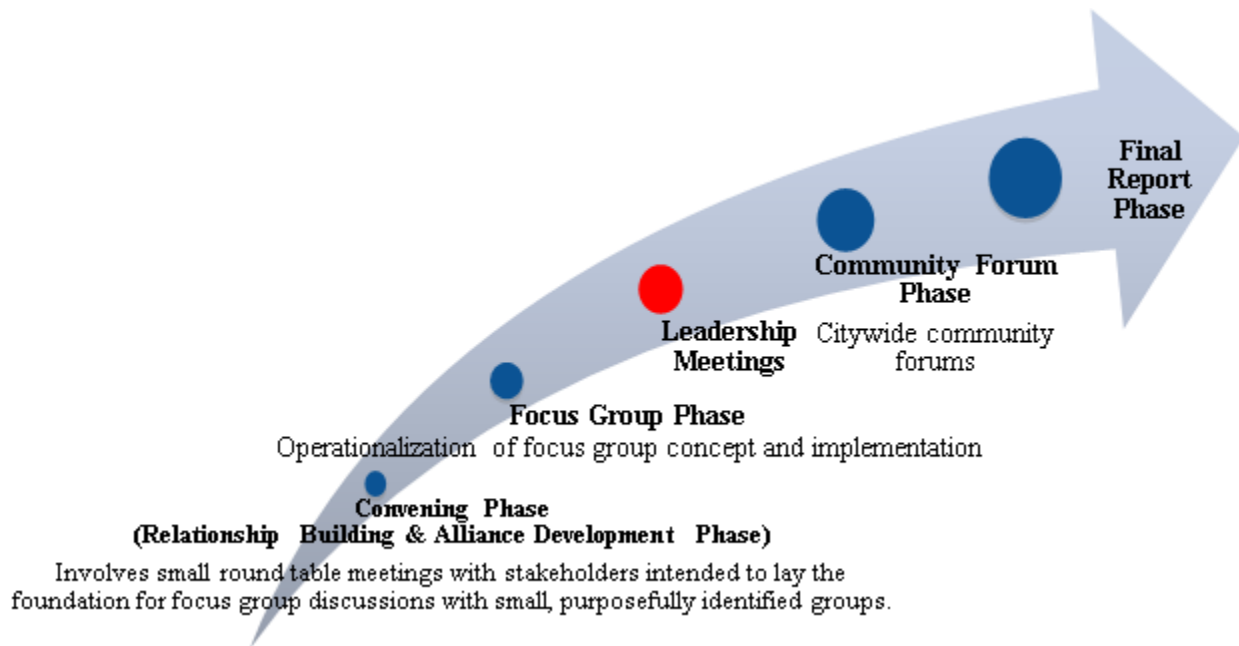 Final
Report
Phase
Community Forum
Phase
Citywide community
forums
Leadership
Meetings
Focus Group Phase
Operationalization of focus group concept and implementation
Convening Phase
(Relationship Building & Alliance Development Phase)
Involves small round table meetings with stakeholders intended to lay the
foundation for focus group discussions with small, purposefully identified groups.